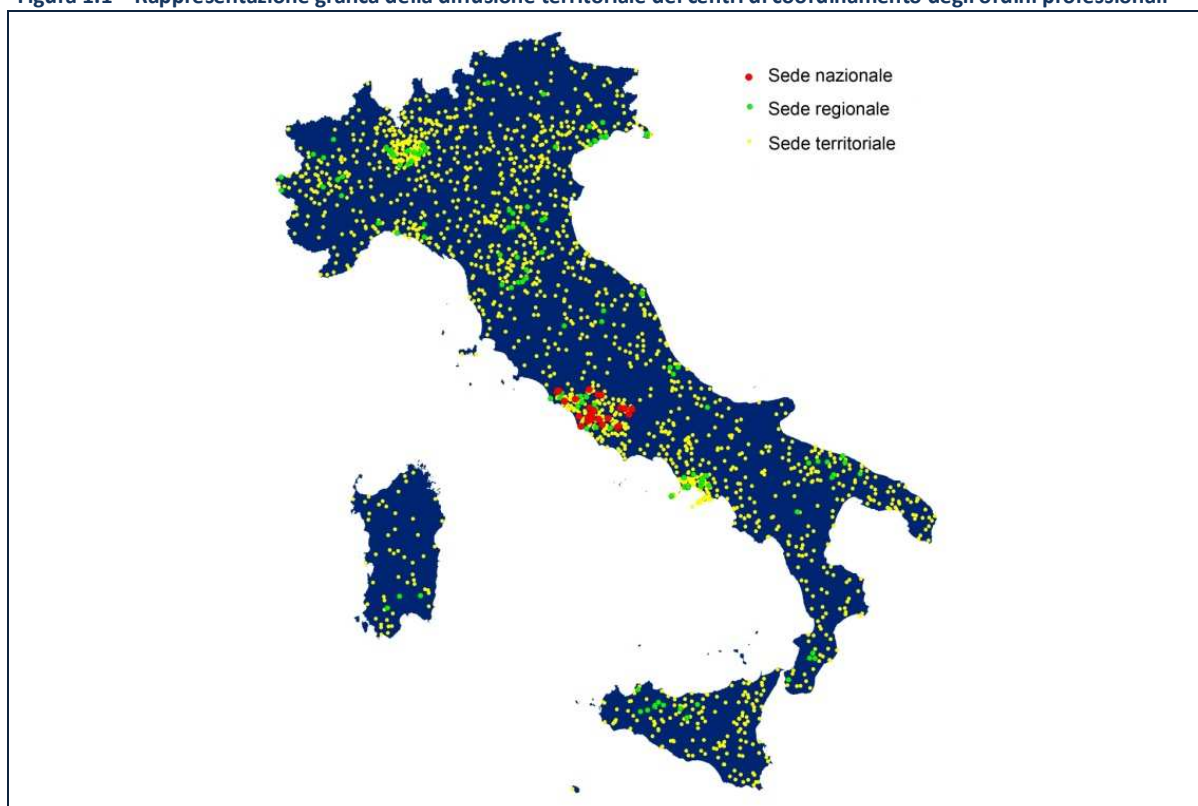 Figura 1.1 – Rappresentazione grafica della diffusione territoriale dei centri di coordinamento degli ordini professionali
Sede nazionale
Sede regionale
Sede territoriale